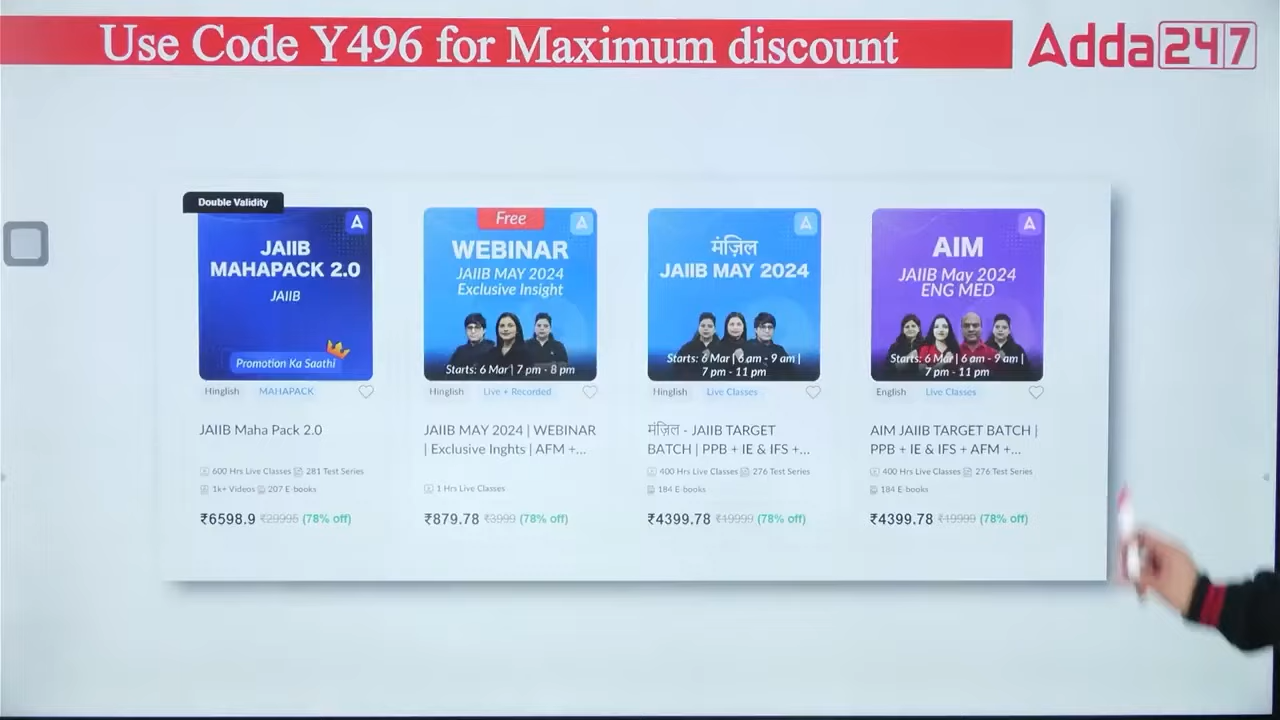 Use Code Y496 for Maximum discount
Adda247
Double Validity
JAIIB
MAHAPACK 2.0
JAIIB
Promotion Ka Saathi
Hinglish MAHAPACK
JAIIB Maha Pack 2.0
600 Hrs Live Classes 281 Test Series
1k+ Videos 207 E-books
₹6598.9 ₹29995 (78% off)
Free
WEBINAR
JAIIB MAY 2024
Exclusive Insight
Starts: 6 Mar | 7 pm - 8 pm
Hinglish Live + Recorded
JAIIB MAY 2024 | WEBINAR
| Exclusive Inghts | AFM +...
1 Hrs Live Classes
₹879.78 ₹3999 (78% off)
मंज़िल
JAIIB MAY 2024
Starts: 6 Mar | 6 am - 9 am |
7 pm - 11 pm
Hinglish Live Classes
मंज़िल - JAIIB TARGET
BATCH | PPB + IE & IFS +...
400 Hrs Live Classes 276 Test Series
184 E-books
₹4399.78 ₹19999 (78% off)
AIM
JAIIB May 2024
ENG MED
Starts: 6 Mar | 6 am - 9 am |
7 pm - 11 pm
English Live Classes
AIM JAIIB TARGET BATCH |
PPB + IE & IFS + AFM +...
400 Hrs Live Classes 276 Test Series
184 E-books
₹4399.78 ₹19999 (78% off)